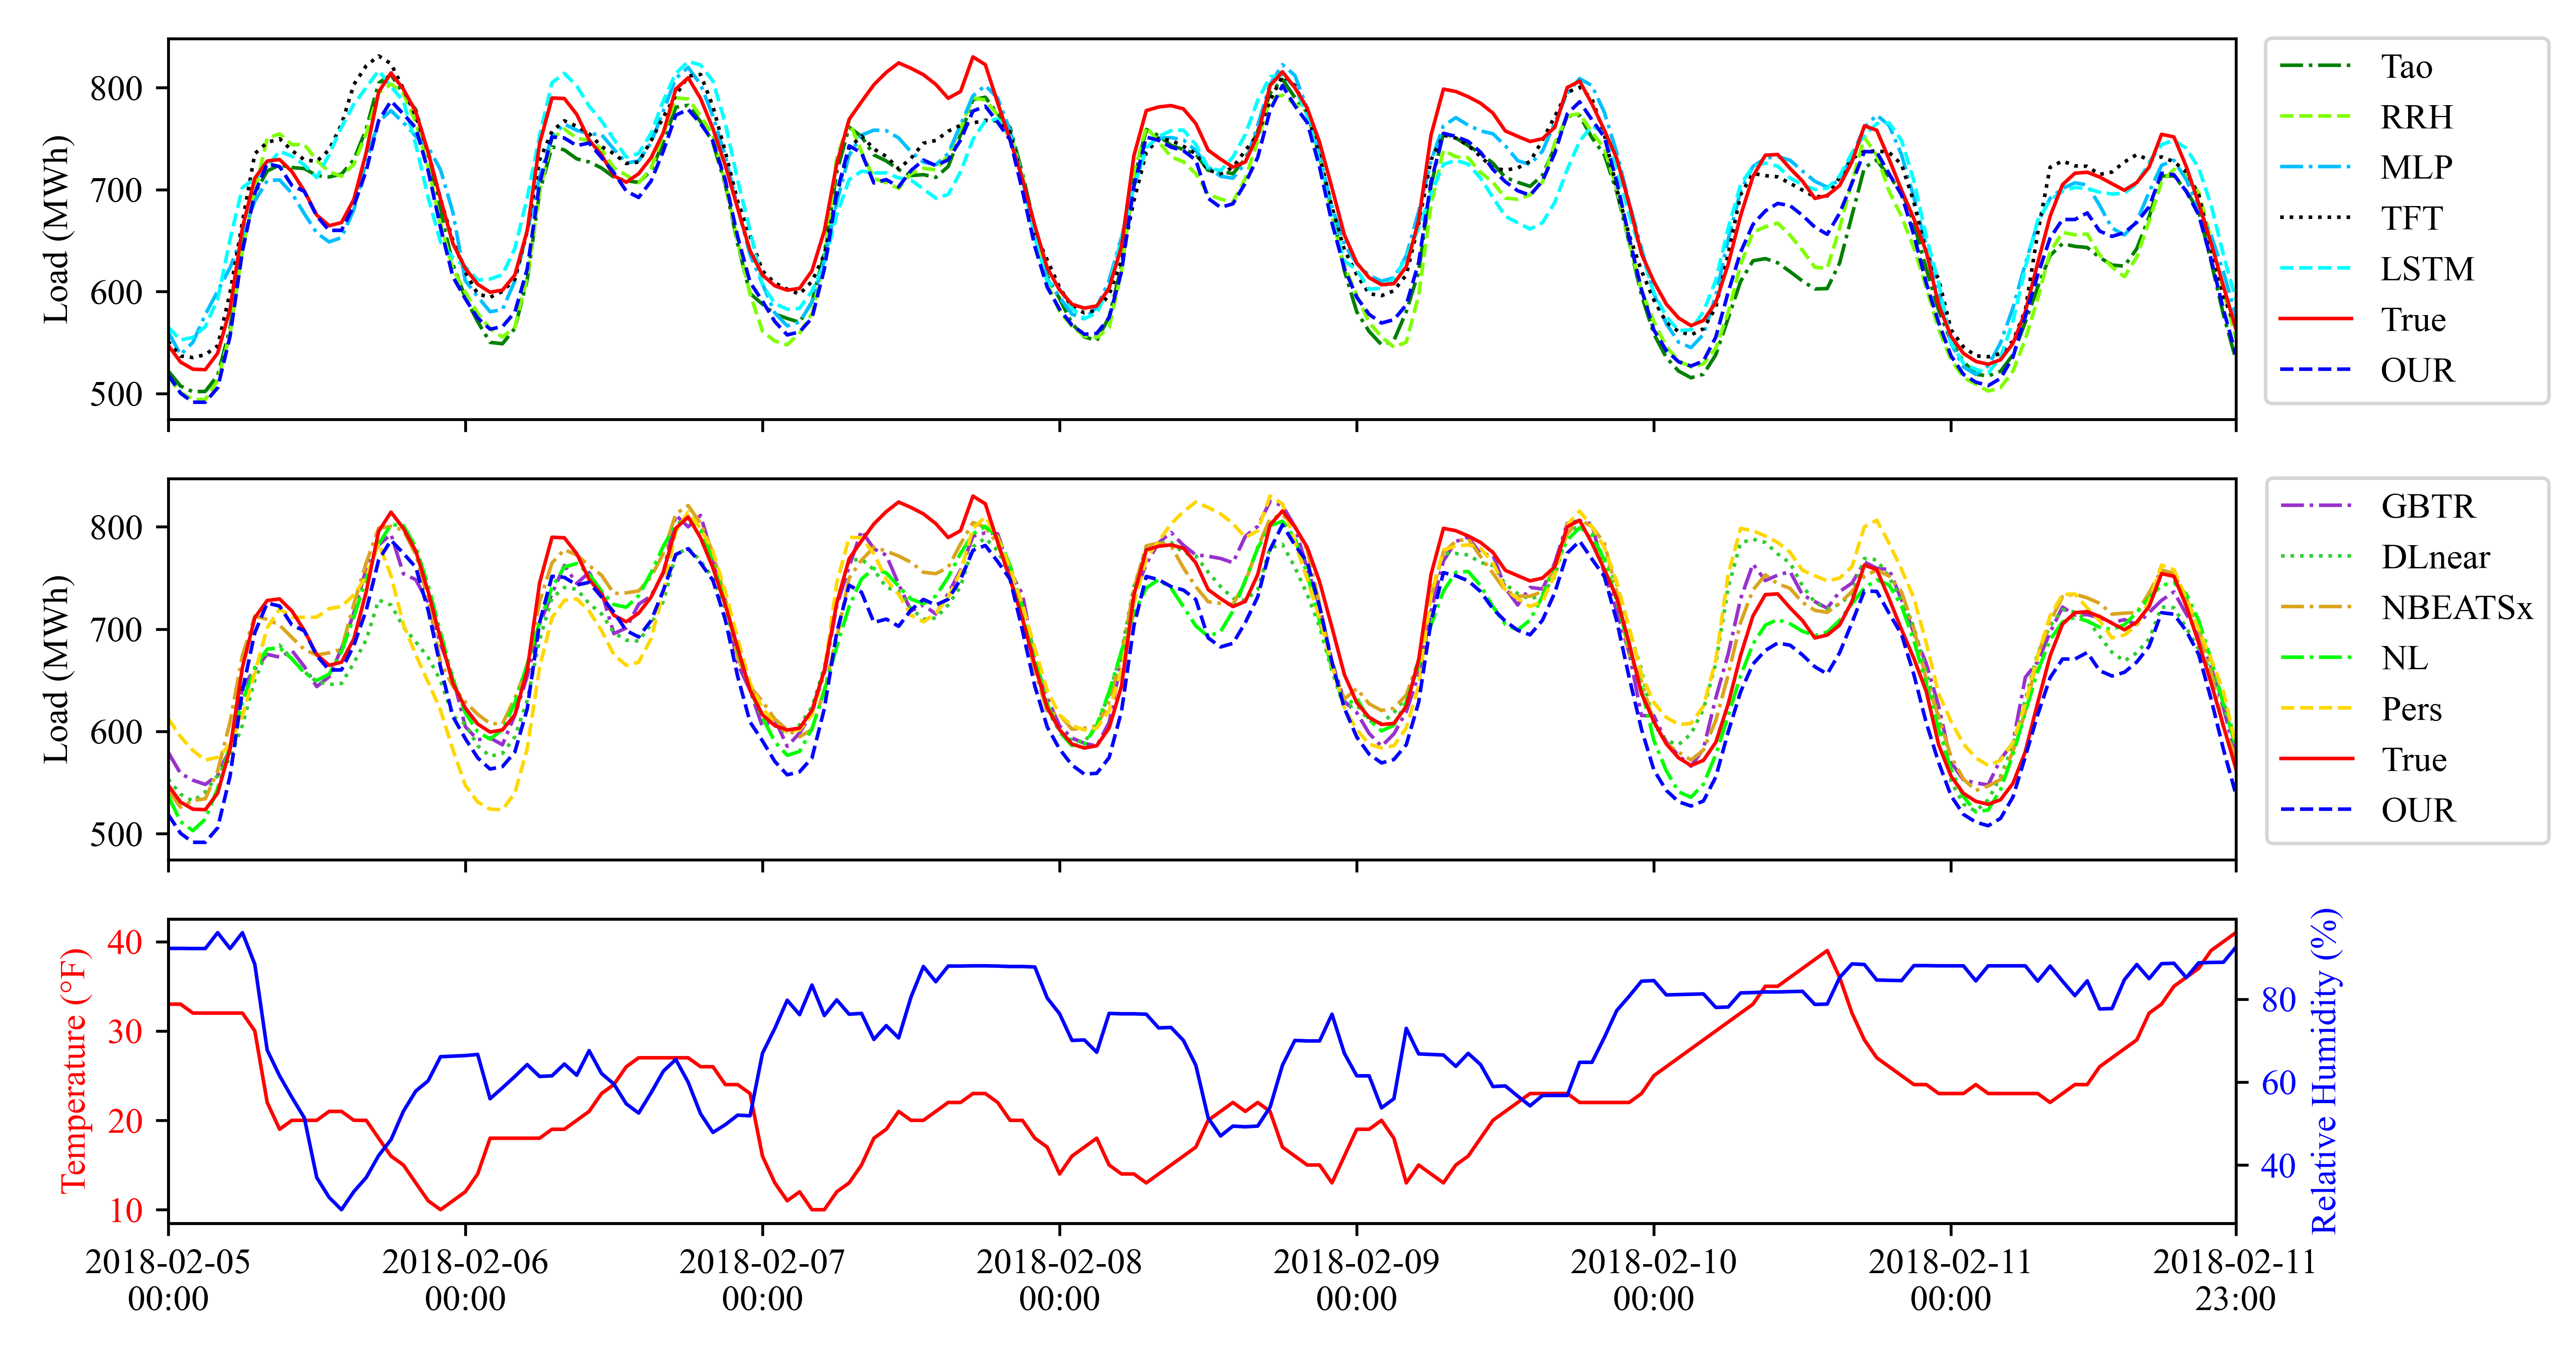 800
700
600
500
Load (MWh)
Tao
RRH
MLP
TFT
LSTM
True
OUR
800
700
600
500
Load (MWh)
GBTR
DLnear
NBEATSx
NL
Pers
True
OUR
40
30
20
10
Temperature (°F)
80
60
40
Relative Humidity (%)
2018-02-05 2018-02-06 2018-02-07 2018-02-08 2018-02-09 2018-02-10 2018-02-11 2018-02-11
00:00 00:00 00:00 00:00 00:00 00:00 00:00 23:00